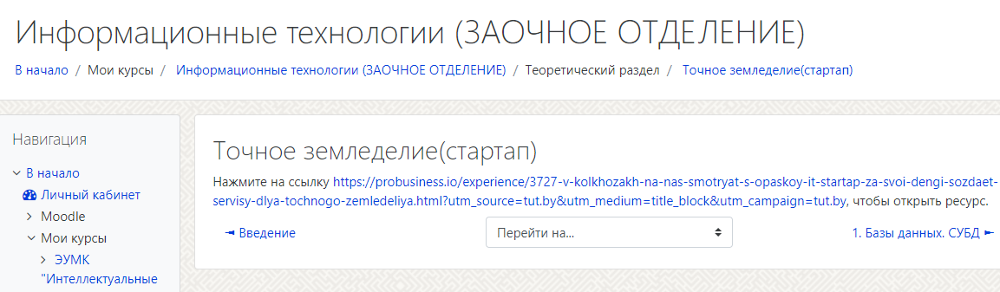 Информационные технологии (ЗАОЧНОЕ ОТДЕЛЕНИЕ)
В начало / Мои курсы / Информационные технологии (ЗАОЧНОЕ ОТДЕЛЕНИЕ) / Теоретический раздел / Точное земледелие(стартап)
Навигация
В начало
Личный кабинет
Moodle
Мои курсы
ЭУМК
"Интеллектуальные
Точное земледелие(стартап)
Нажмите на ссылку https://probusiness.io/experience/3727-v-kolkhozakh-na-nas-smotryat-s-opaskoy-it-startap-za-svoi-dengi-sozdaet-
servisy-dlya-tochnogo-zemledeliya.html?utm_source=tut.by&utm_medium=title_block&utm_campaign=tut.by, чтобы открыть ресурс.
◄ Введение
Перейти на...
1. Базы данных. СУБД ►